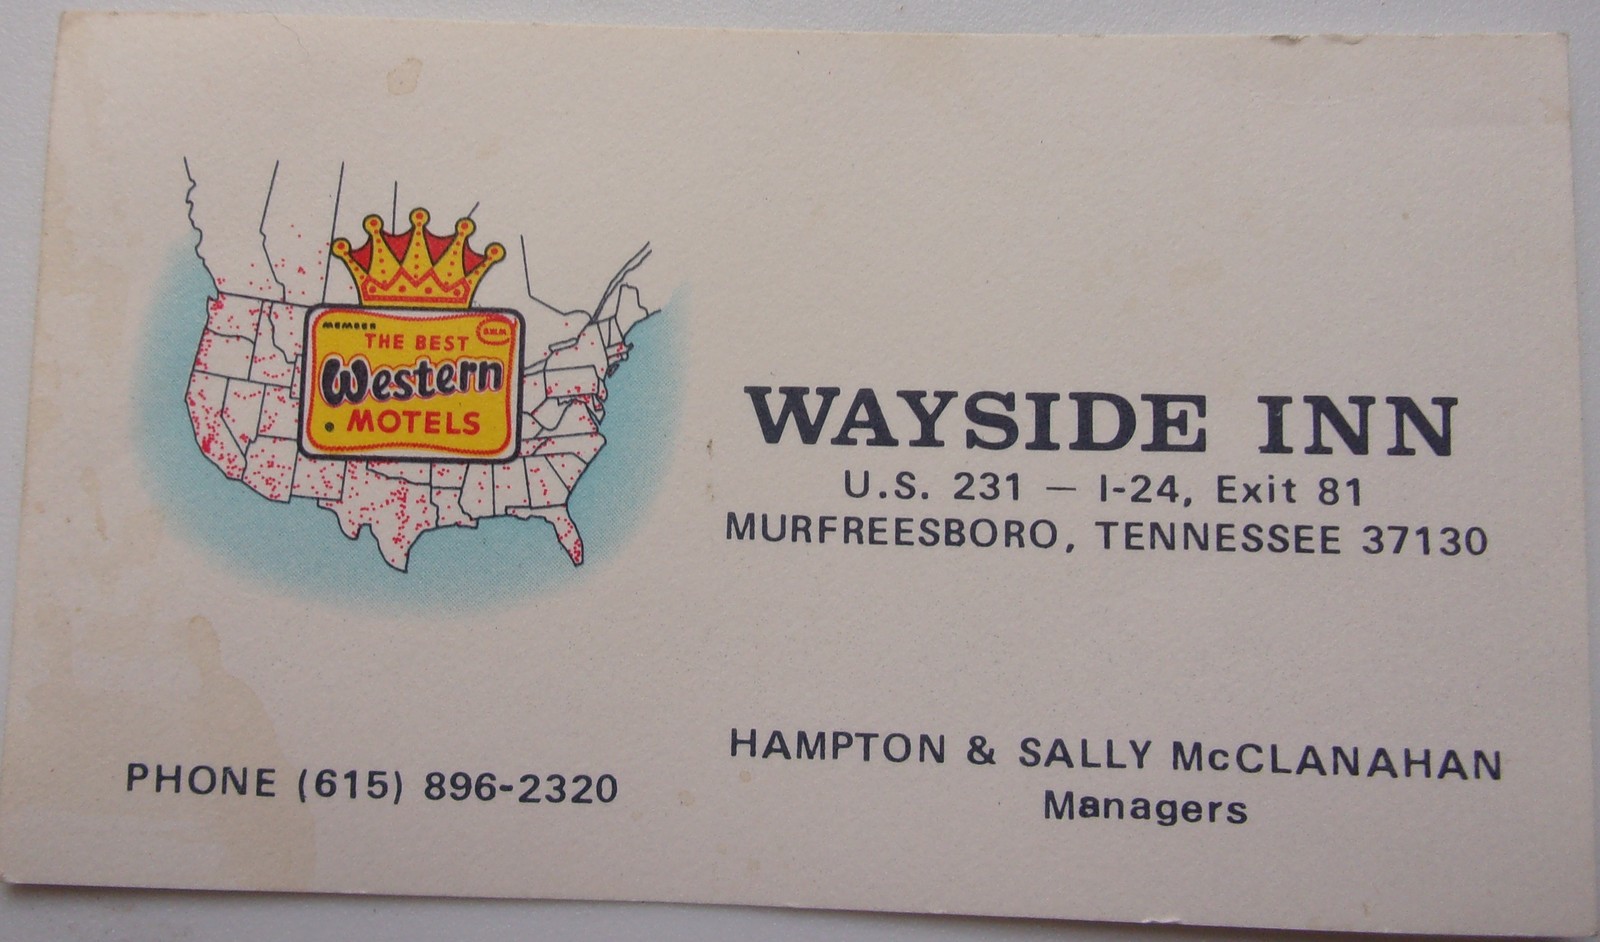 MEMBER
THE BEST
Western
MOTELS
WAYSIDE INN
U.S. 231 — I-24, Exit 81
MURFREESBORO, TENNESSEE 37130
HAMPTON & SALLY McCLANAHAN
Managers
PHONE (615) 896-2320